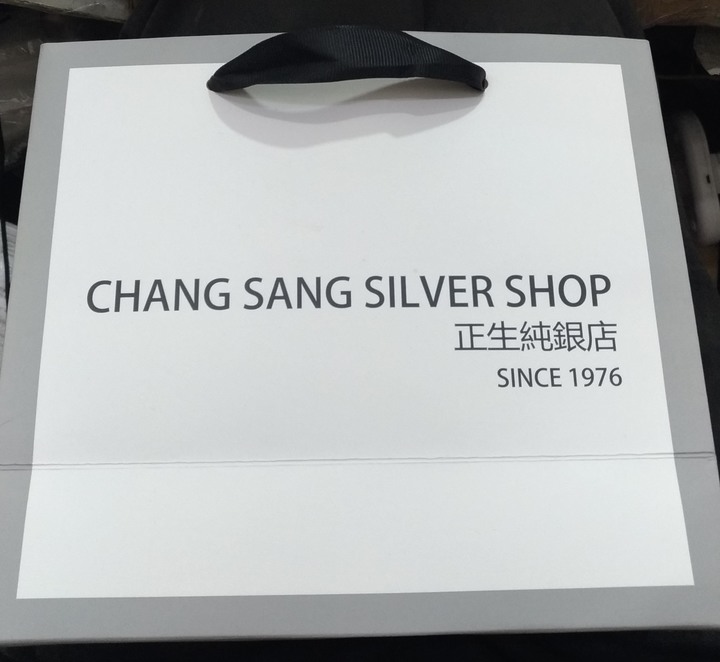 CHANG SANG SILVER SHOP
正生純銀店
SINCE 1976